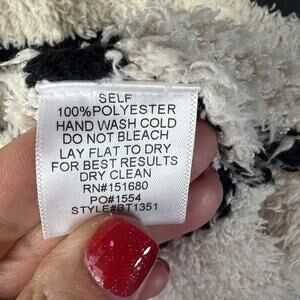 SELF
100%POLYESTER
HAND WASH COLD
DO NOT BLEACH
LAY FLAT TO DRY
FOR BEST RESULTS
DRY CLEAN
RN#151680
PO#1554
STYLE#BT1351